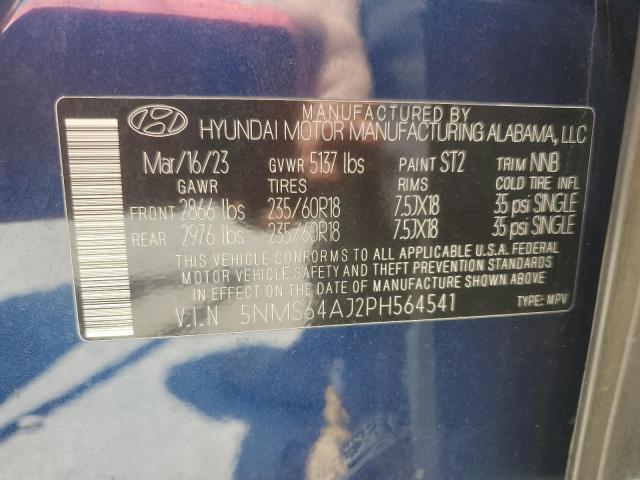 MANUFACTURED BY
HYUNDAI MOTOR MANUFACTURING ALABAMA, LLC
Mar/16/23 GVWR 5137 lbs PAINT ST2 TRIM NNB
GAWR TIRES RIMS COLD TIRE INFL
FRONT 2866 lbs 235/60R18 7.5JX18 35 psi SINGLE
REAR 2976 lbs 235/60R18 7.5JX18 35 psi SINGLE
THIS VEHICLE CONFORMS TO ALL APPLICABLE U.S.A. FEDERAL
MOTOR VEHICLE SAFETY AND THEFT PREVENTION STANDARDS
IN EFFECT ON THE DATE OF MANUFACTURE SHOWN ABOVE.
V.I.N 5NMS64AJ2PH564541 TYPE: MPV